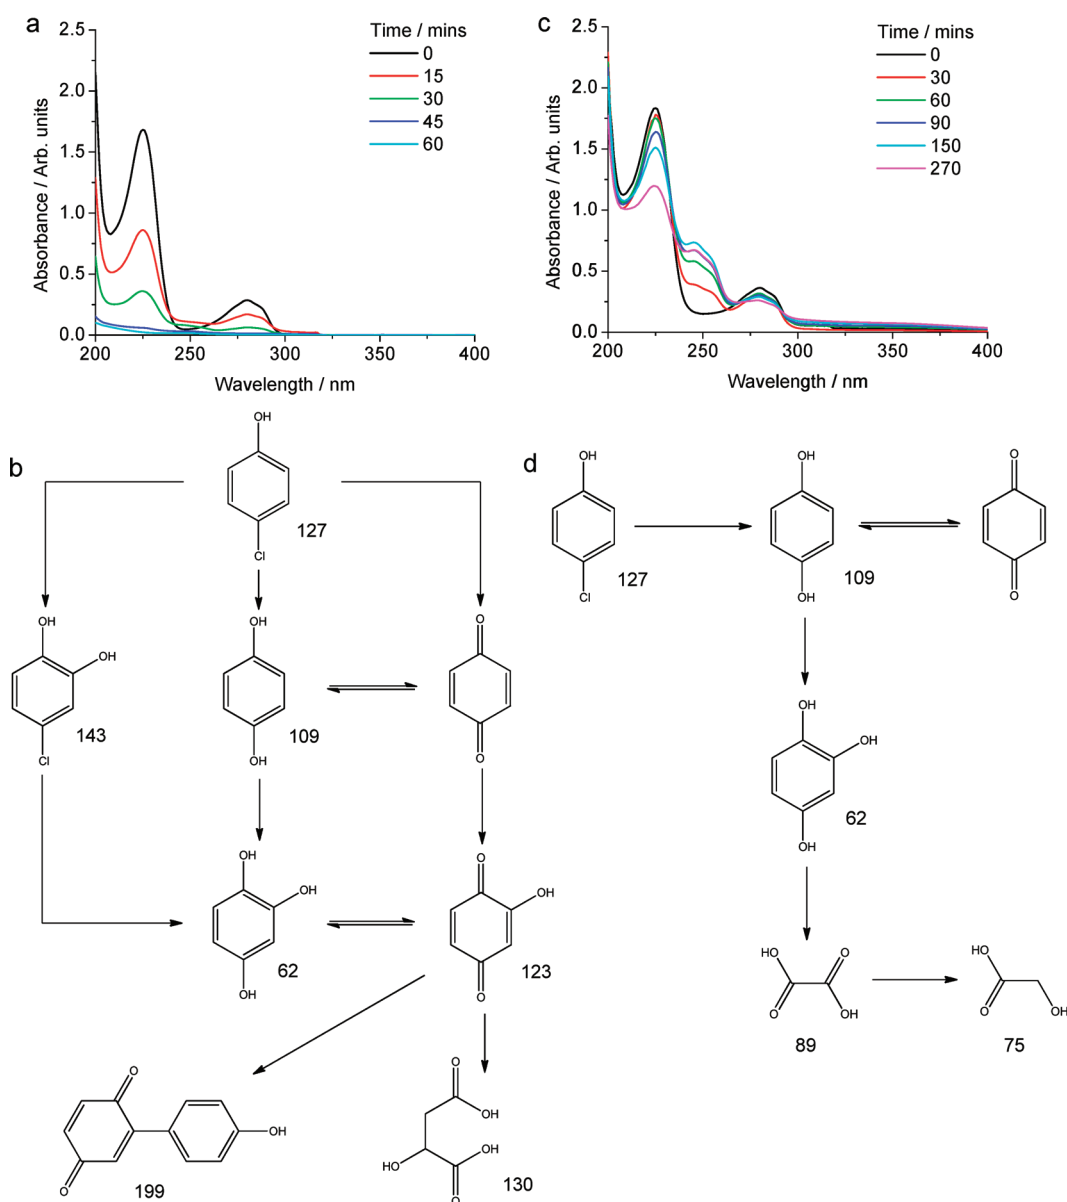 a
Time / mins
0
15
30
45
60
Absorbance / Arb. units
2.5
2.0
1.5
1.0
0.5
0.0
200 250 300 350 400
Wavelength / nm
c
Time / mins
0
30
60
90
150
270
Absorbance / Arb. units
2.5
2.0
1.5
1.0
0.5
0.0
200 250 300 350 400
Wavelength / nm
b
OH
Cl
127
OH
OH
Cl
143
OH
OH
109
O
O
OH
OH
OH
62
O
OH
O
123
O
O
OH
199
O
OH
OH
HO
O
130
d
OH
Cl
127
OH
OH
109
O
O
OH
OH
OH
62
HO
O
O
OH
89
HO
O
OH
75